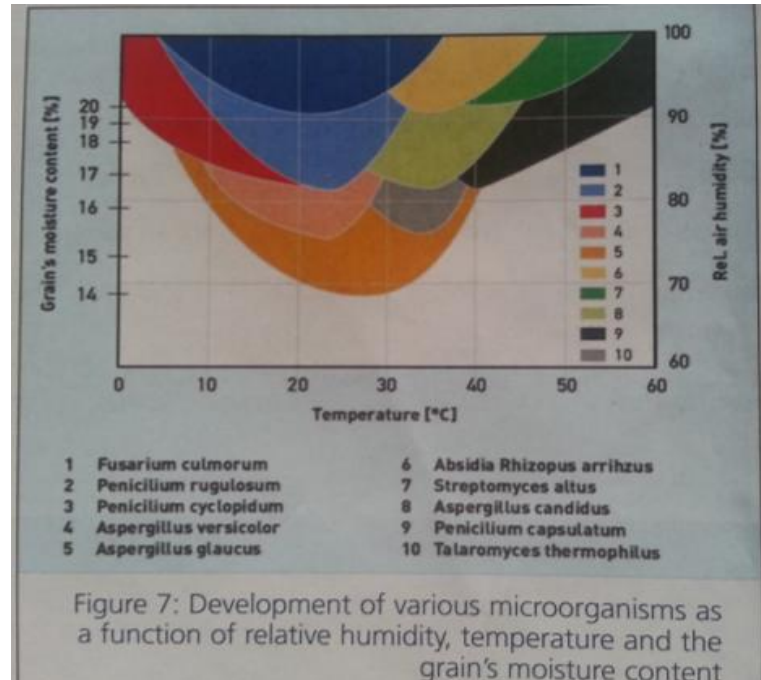 100
90
80
70
60
Rel. air humidity [%]
20
19
18
17
16
15
14
Grain's moisture content [%]
1
2
3
4
5
6
7
8
9
10
0 10 20 30 40 50 60
Temperature [°C]
1 Fusarium culmorum
2 Penicilium rugulosum
3 Penicilium cyclopidum
4 Aspergillus versicolor
5 Aspergillus glaucus
6 Absidia Rhizopus arrihzus
7 Streptomyces altus
8 Aspergillus candidus
9 Penicilium capsulatum
10 Talaromyces thermophilus
Figure 7: Development of various microorganisms as
a function of relative humidity, temperature and the
grain's moisture content